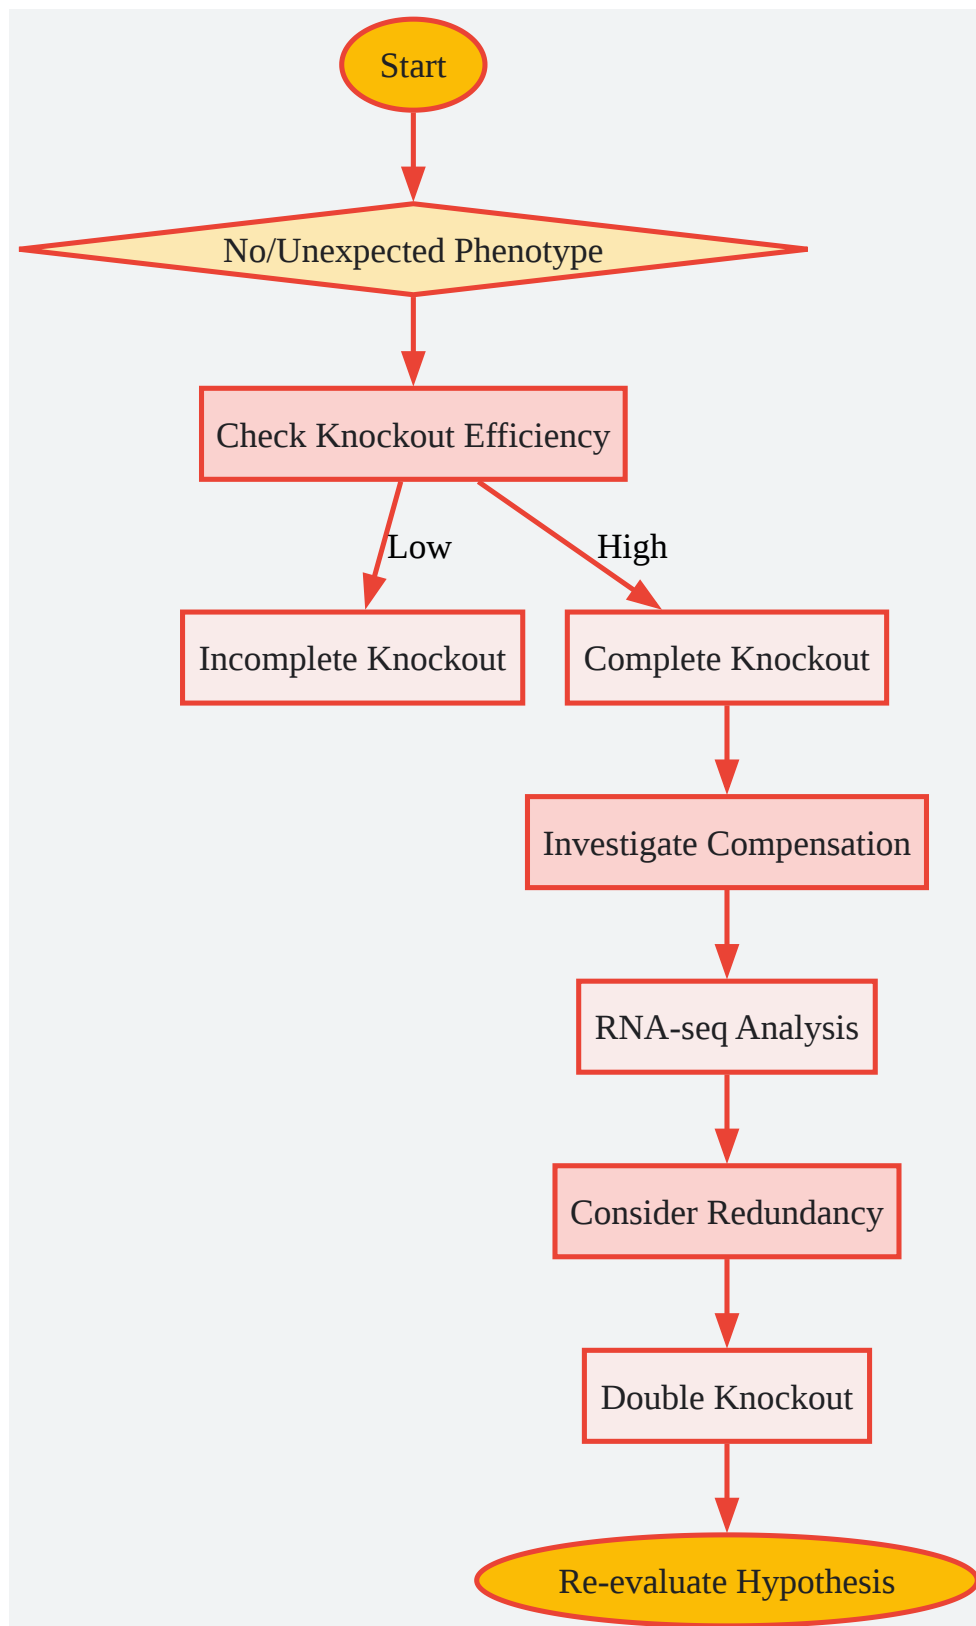 Start
No/Unexpected Phenotype
Check Knockout Efficiency
Low
High
Incomplete Knockout
Complete Knockout
Investigate Compensation
RNA-seq Analysis
Consider Redundancy
Double Knockout
Re-evaluate Hypothesis